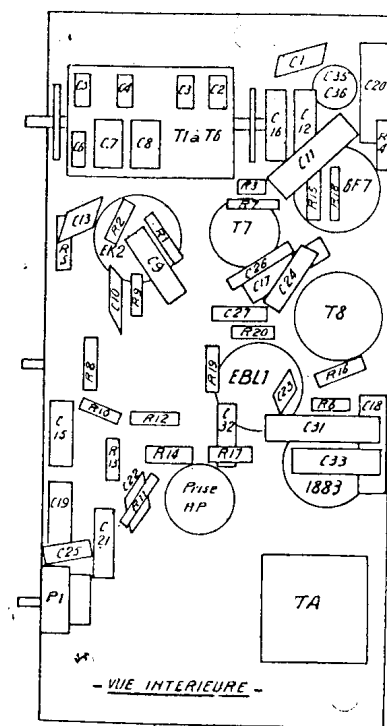 C1
C35
C36
C20
C5
C4
C3
C2
T1 à T6
C6
C7
C8
C16
C12
C11
R3
R7
R15
R18
BF7
T7
C13
R5
R2
R1
EK2
C9
C10
R9
C26
C17
C24
C27
R20
T8
R8
R19
EBL1
C23
R16
R6
C18
C15
R10
R12
C32
C31
R13
R14
R17
C33
1883
C22
R11
Prise
HP
C19
C21
C25
P1
TA
- VUE INTERIEURE -